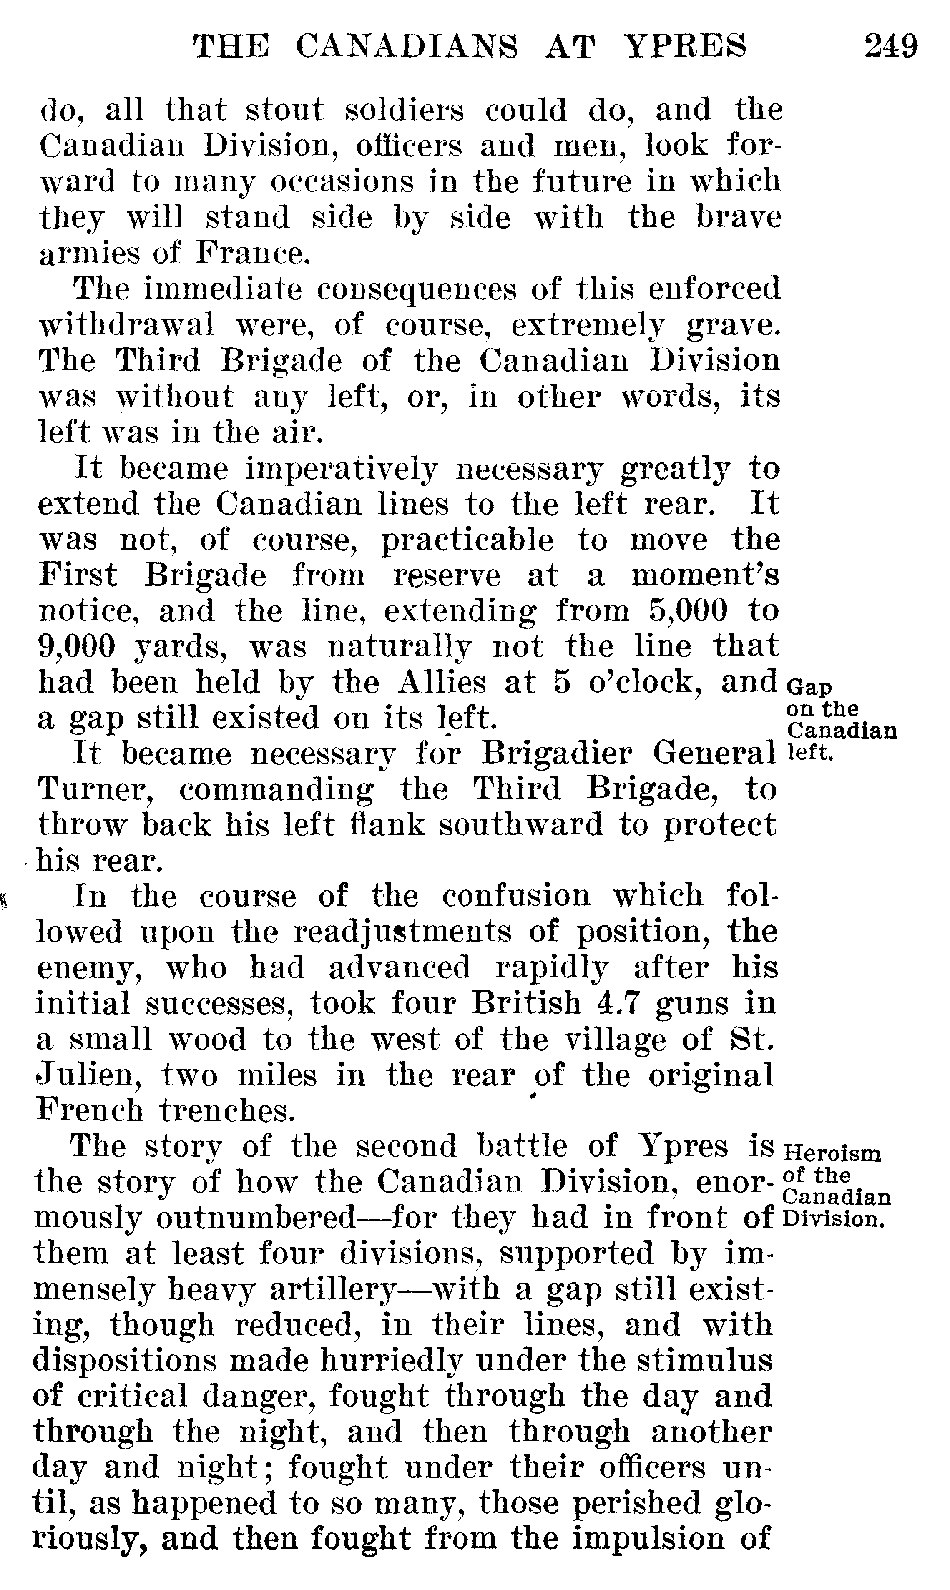 THE CANADIANS AT YPRES 249
do, all that stout soldiers could do, and the
Canadian Division, officers and men, look for-
ward to many occasions in the future in which
they will stand side by side with the brave
armies of France.
The immediate consequences of this enforced
withdrawal were, of course, extremely grave.
The Third Brigade of the Canadian Division
was without any left, or, in other words, its
left was in the air.
It became imperatively necessary greatly to
extend the Canadian lines to the left rear. It
was not, of course, practicable to move the
First Brigade from reserve at a moment's
notice, and the line, extending from 5,000 to
9,000 yards, was naturally not the line that
had been held by the Allies at 5 o'clock, and
a gap still existed on its left.
Gap
on the
Canadian
left.
It became necessary for Brigadier General
Turner, commanding the Third Brigade, to
throw back his left flank southward to protect
his rear.
In the course of the confusion which fol-
lowed upon the readjustments of position, the
enemy, who had advanced rapidly after his
initial successes, took four British 4.7 guns in
a small wood to the west of the village of St.
Julien, two miles in the rear of the original
French trenches.
The story of the second battle of Ypres is
the story of how the Canadian Division, enor-
mously outnumbered—for they had in front of
Heroism
of the
Canadian
Division.
them at least four divisions, supported by im-
mensely heavy artillery—with a gap still exist-
ing, though reduced, in their lines, and with
dispositions made hurriedly under the stimulus
of critical danger, fought through the day and
through the night, and then through another
day and night; fought under their officers un-
til, as happened to so many, those perished glo-
riously, and then fought from the impulsion of